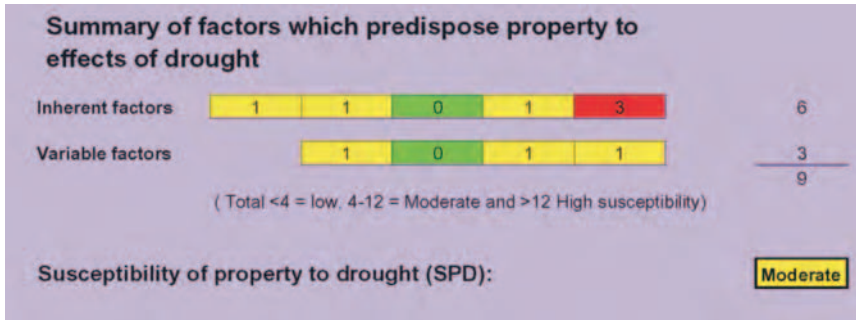 Summary of factors which predispose property to
effects of drought
Inherent factors 1 1 0 1 3 6
Variable factors 1 0 1 1 3
9
( Total <4 = low, 4-12 = Moderate and >12 High susceptibility)
Susceptibility of property to drought (SPD): Moderate